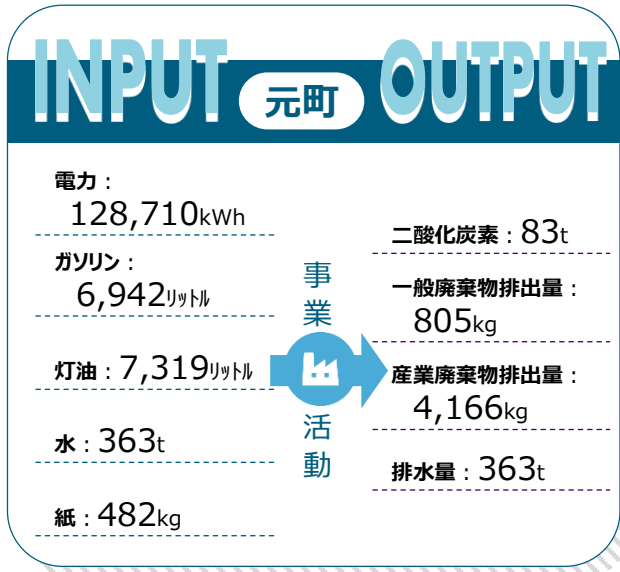 INPUT 元町 OUTPUT
電力：
128,710kWh
ガソリン：
6,942リットル
灯油：7,319リットル
水：363t
紙：482kg
事業
活動
二酸化炭素：83t
一般廃棄物排出量：
805kg
産業廃棄物排出量：
4,166kg
排水量：363t